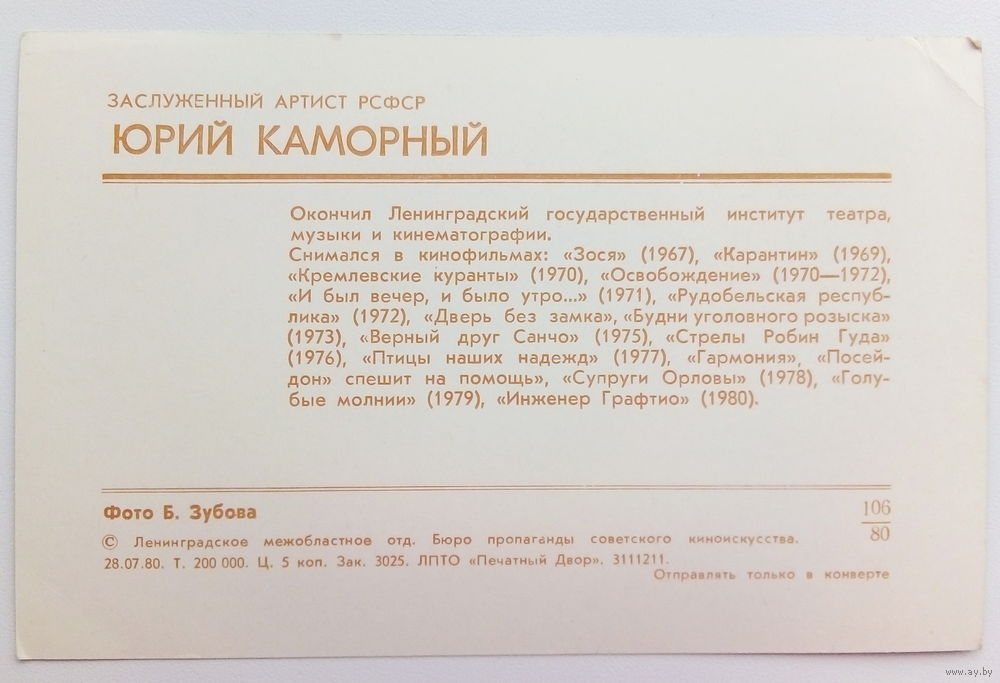 ЗАСЛУЖЕННЫЙ АРТИСТ РСФСР
ЮРИЙ КАМОРНЫЙ
Окончил Ленинградский государственный институт театра,
музыки и кинематографии.
Снимался в кинофильмах: «Зося» (1967), «Карантин» (1969),
«Кремлевские куранты» (1970), «Освобождение» (1970—1972),
«И был вечер, и было утро...» (1971), «Рудобельская респуб-
лика» (1972), «Дверь без замка», «Будни уголовного розыска»
(1973), «Верный друг Санчо» (1975), «Стрелы Робин Гуда»
(1976), «Птицы наших надежд» (1977), «Гармония», «Посей-
дон» спешит на помощь», «Супруги Орловы» (1978), «Голу-
бые молнии» (1979), «Инженер Графтио» (1980).
Фото Б. Зубова
106
80
© Ленинградское межобластное отд. Бюро пропаганды советского киноискусства.
28.07.80. Т. 200 000. Ц. 5 коп. Зак. 3025. ЛПТО «Печатный Двор». 3111211.
Отправлять только в конверте
www.ay.by